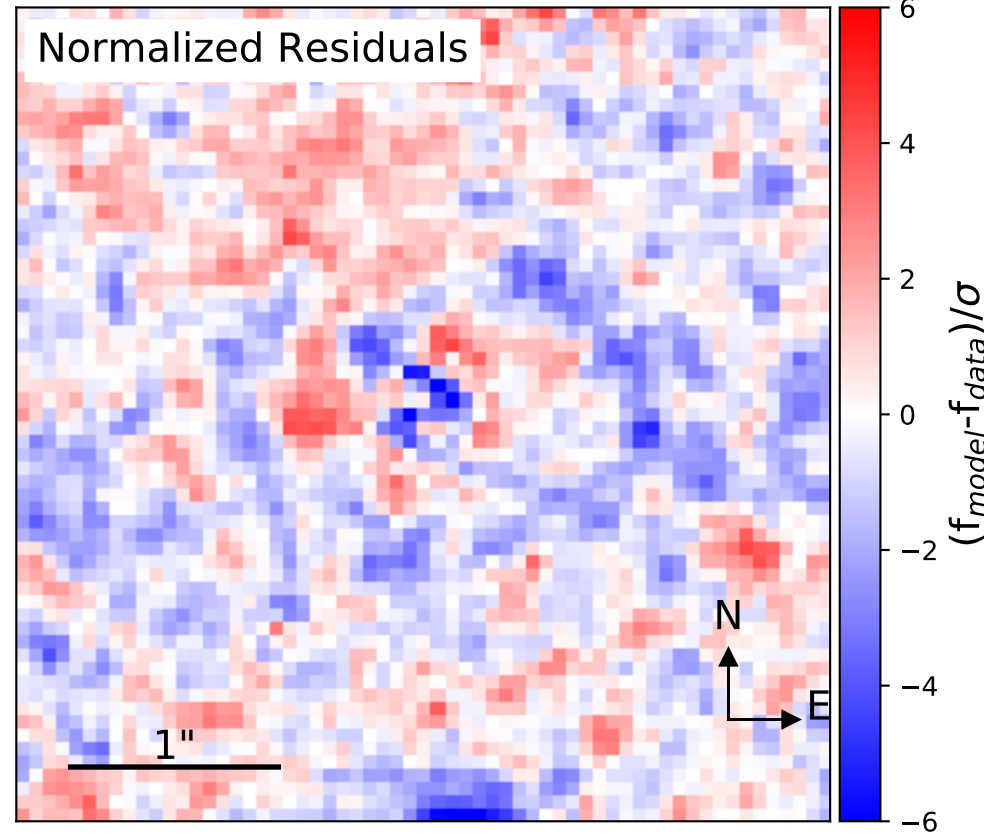 Normalized Residuals
6
4
2
0
−2
−4
−6
(f_model-f_data)/σ
N
E
1"